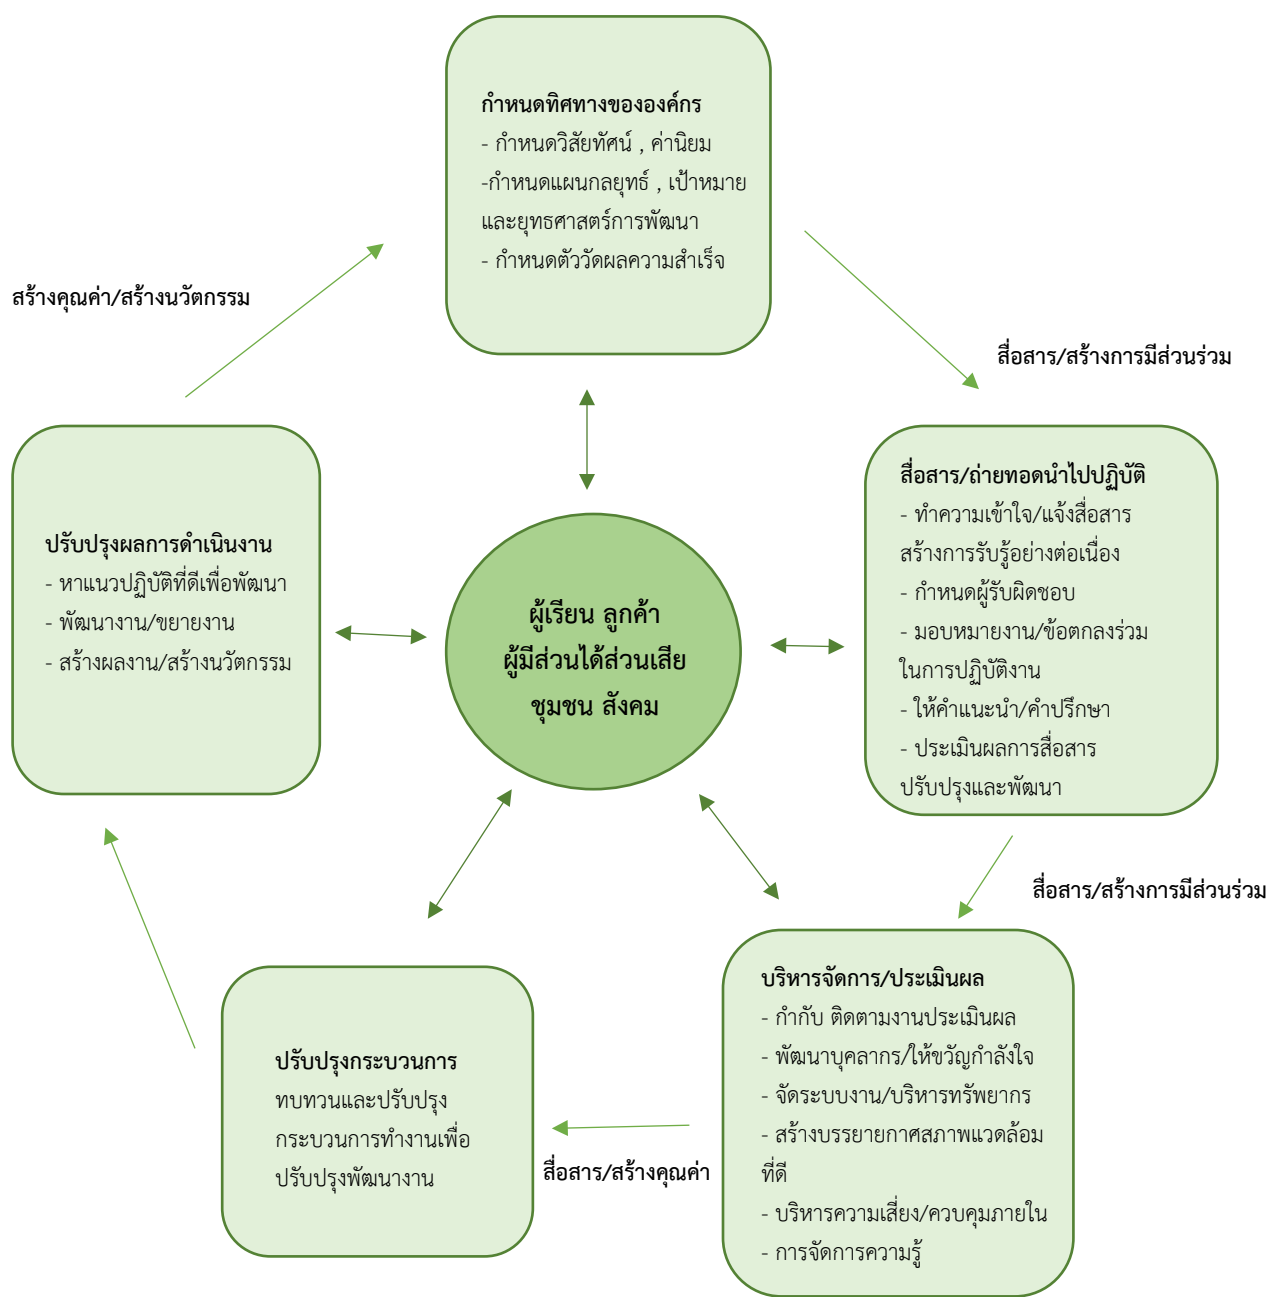 กำหนดทิศทางขององค์กร
- กำหนดวิสัยทัศน์ , ค่านิยม
-กำหนดแผนกลยุทธ์ , เป้าหมาย
และยุทธศาสตร์การพัฒนา
- กำหนดตัววัดผลความสำเร็จ
สร้างคุณค่า/สร้างนวัตกรรม
สื่อสาร/สร้างการมีส่วนร่วม
สื่อสาร/ถ่ายทอดนำไปปฏิบัติ
- ทำความเข้าใจ/แจ้งสื่อสาร
สร้างการรับรู้อย่างต่อเนื่อง
- กำหนดผู้รับผิดชอบ
- มอบหมายงาน/ข้อตกลงร่วม
ในการปฏิบัติงาน
- ให้คำแนะนำ/คำปรึกษา
- ประเมินผลการสื่อสาร
ปรับปรุงและพัฒนา
ปรับปรุงผลการดำเนินงาน
- หาแนวปฏิบัติที่ดีเพื่อพัฒนา
- พัฒนางาน/ขยายงาน
- สร้างผลงาน/สร้างนวัตกรรม
ผู้เรียน ลูกค้า
ผู้มีส่วนได้ส่วนเสีย
ชุมชน สังคม
สื่อสาร/สร้างการมีส่วนร่วม
บริหารจัดการ/ประเมินผล
- กำกับ ติดตามงานประเมินผล
- พัฒนาบุคลากร/ให้ขวัญกำลังใจ
- จัดระบบงาน/บริหารทรัพยากร
- สร้างบรรยายกาศสภาพแวดล้อม
ที่ดี
- บริหารความเสี่ยง/ควบคุมภายใน
- การจัดการความรู้
ปรับปรุงกระบวนการ
ทบทวนและปรับปรุง
กระบวนการทำงานเพื่อ
ปรับปรุงพัฒนางาน
สื่อสาร/สร้างคุณค่า